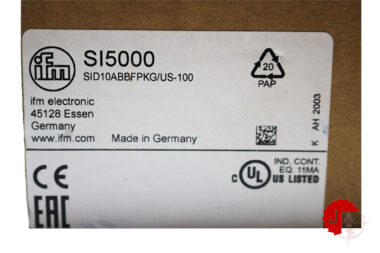 ifm
SI5000
SID10ABBFPKG/US-100
20
PAP
ifm electronic
45128 Essen
Germany
www.ifm.com Made in Germany
K AH 2003
CE
EAC
C UL US LISTED
IND. CONT.
EQ. 11MA